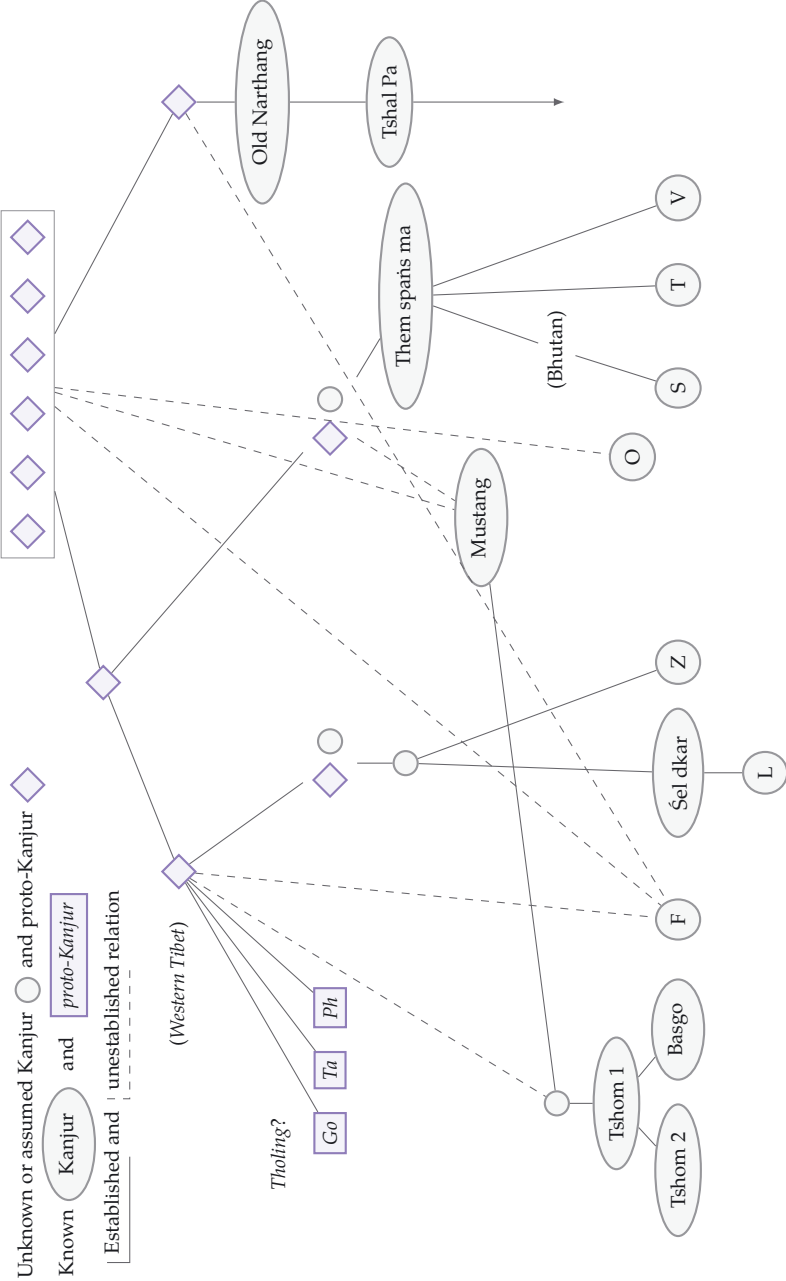 Unknown or assumed Kanjur and proto-Kanjur
Known Kanjur and proto-Kanjur
Established and unestablished relation
(Western Tibet)
Tholing?
Go
Ta
Ph
Old Narthang
Tshal Pa
Them spaṅs ma
Mustang
(Bhutan)
Tshom 1
Tshom 2
Basgo
F
Śel dkar
Z
O
S
T
V
L